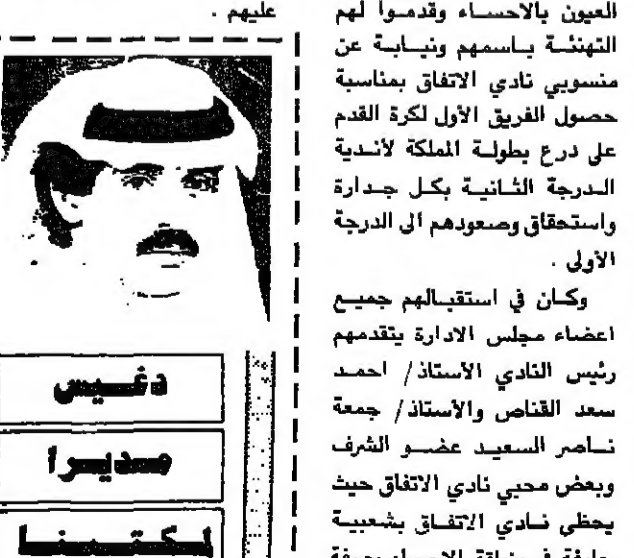 العيون بالاحساء وقدموا لهم
التهنئة باسمهم ونيابة عن
منسوبي نادي الاتفاق بمناسبة
حصول الفريق الأول لكرة القدم
على درع بطولة المملكة لأندية
الدرجة الثانية بكل جدارة
واستحقاق وصعودهم الى الدرجة
الأولى .
وكان في استقبالهم جميع
اعضاء مجلس الادارة يتقدمهم
رئيس النادي الأستاذ / احمد
سعد القناص والأستاذ / جمعة
ناصر السعيد عضو الشرف
وبعض محبي نادي الاتفاق حيث
يحظى نادي الاتفاق بشعبية
عليهم .
دغيس
مديرا
لمكتبنا